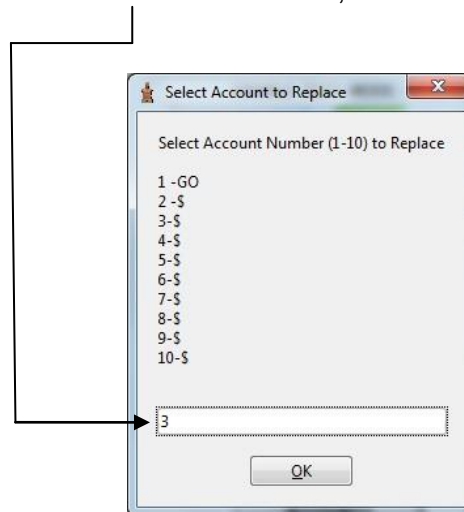 Select Account to Replace
Select Account Number (1-10) to Replace
1 -GO
2 -$
3-$
4-$
5-$
6-$
7-$
8-$
9-$
10-$
3
OK